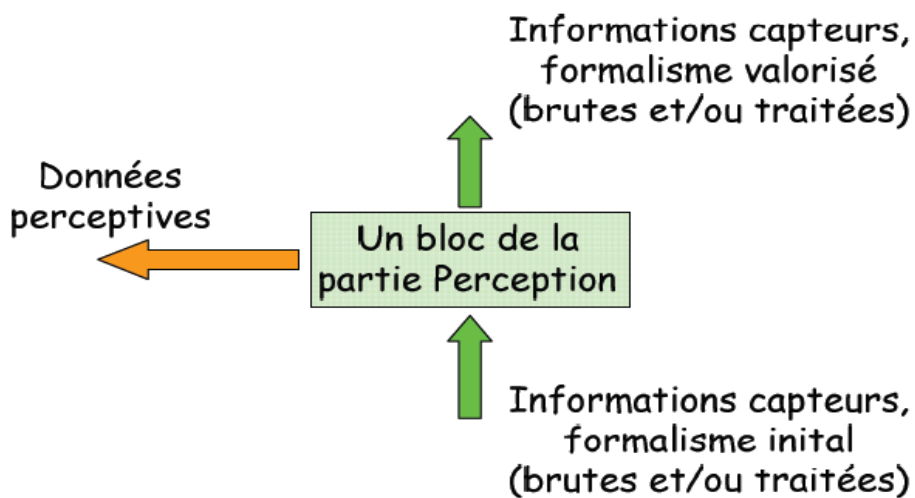 Informations capteurs,
formalisme valorisé
(brutes et/ou traitées)
Données
perceptives
Un bloc de la
partie Perception
Informations capteurs,
formalisme inital
(brutes et/ou traitées)